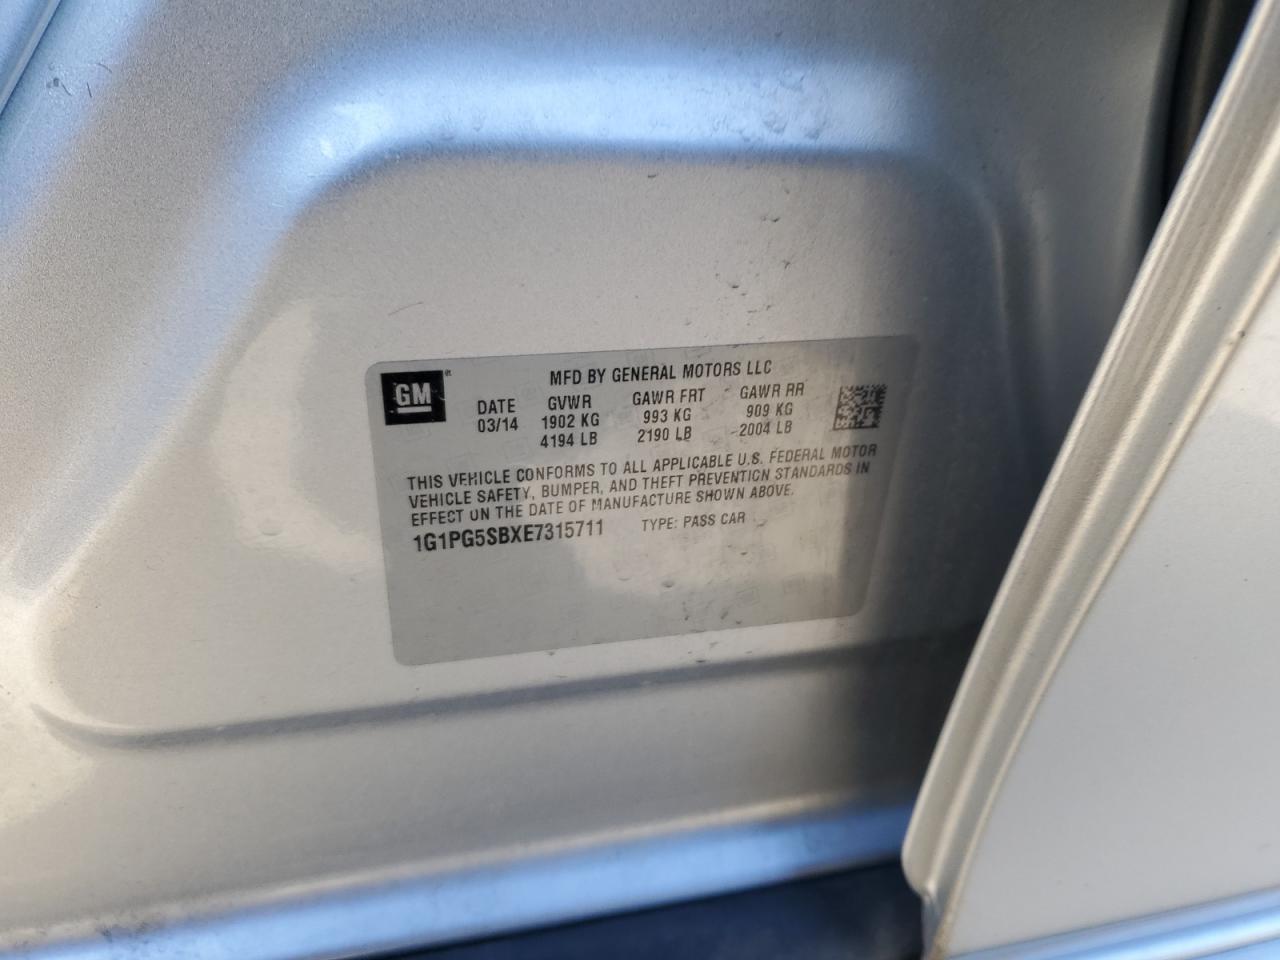 GM
MFD BY GENERAL MOTORS LLC
DATE GVWR GAWR FRT GAWR RR
03/14 1902 KG 993 KG 909 KG
4194 LB 2190 LB 2004 LB
THIS VEHICLE CONFORMS TO ALL APPLICABLE U.S. FEDERAL MOTOR
VEHICLE SAFETY, BUMPER, AND THEFT PREVENTION STANDARDS IN
EFFECT ON THE DATE OF MANUFACTURE SHOWN ABOVE.
1G1PG5SBXE7315711 TYPE: PASS CAR